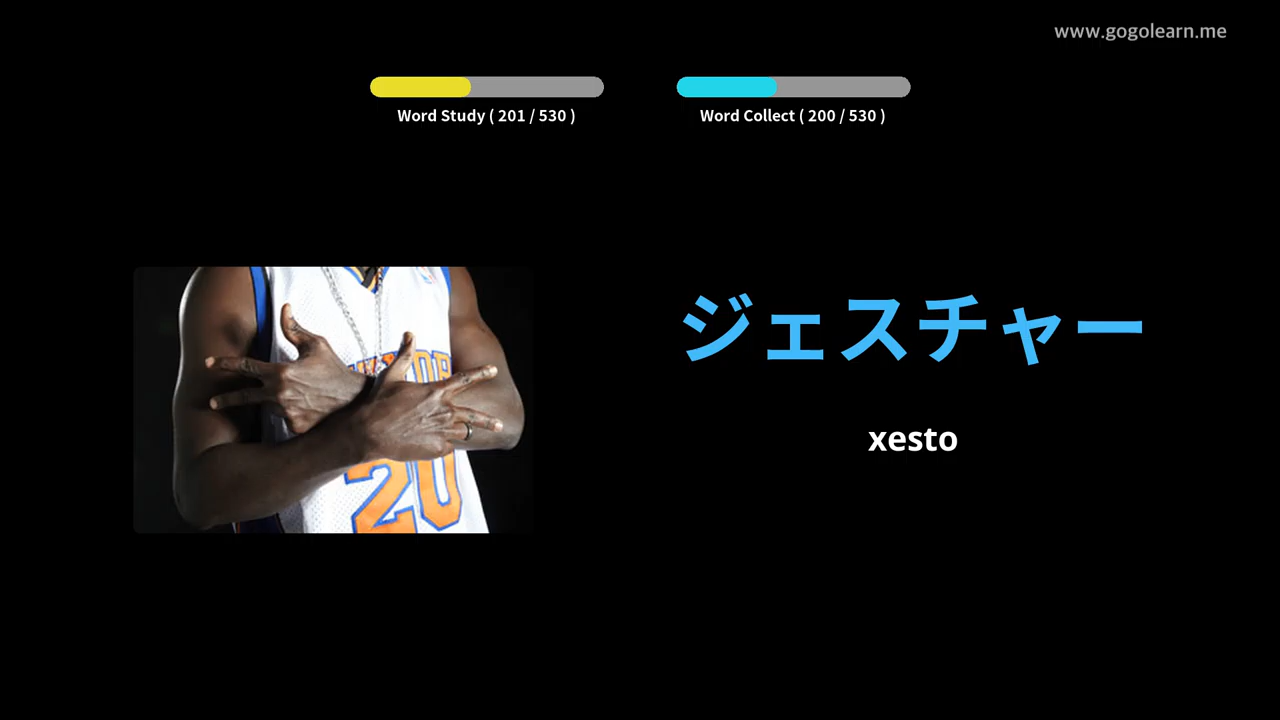 www.gogolearn.me
Word Study ( 201 / 530 )
Word Collect ( 200 / 530 )
ジェスチャー
xesto
20